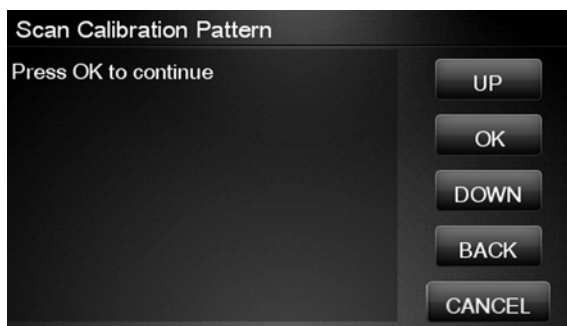 Scan Calibration Pattern
Press OK to continue
UP
OK
DOWN
BACK
CANCEL